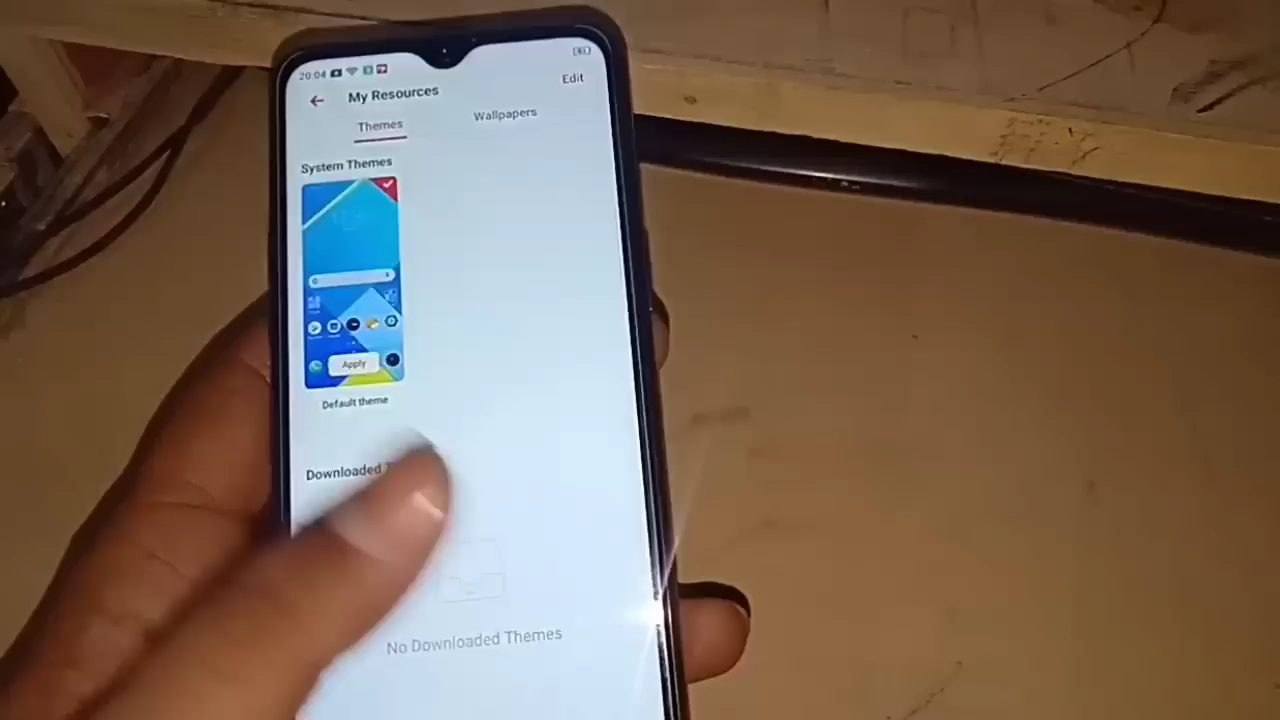 20:04
My Resources
Edit
Themes
Wallpapers
System Themes
Apply
Default theme
Downloaded
No Downloaded Themes